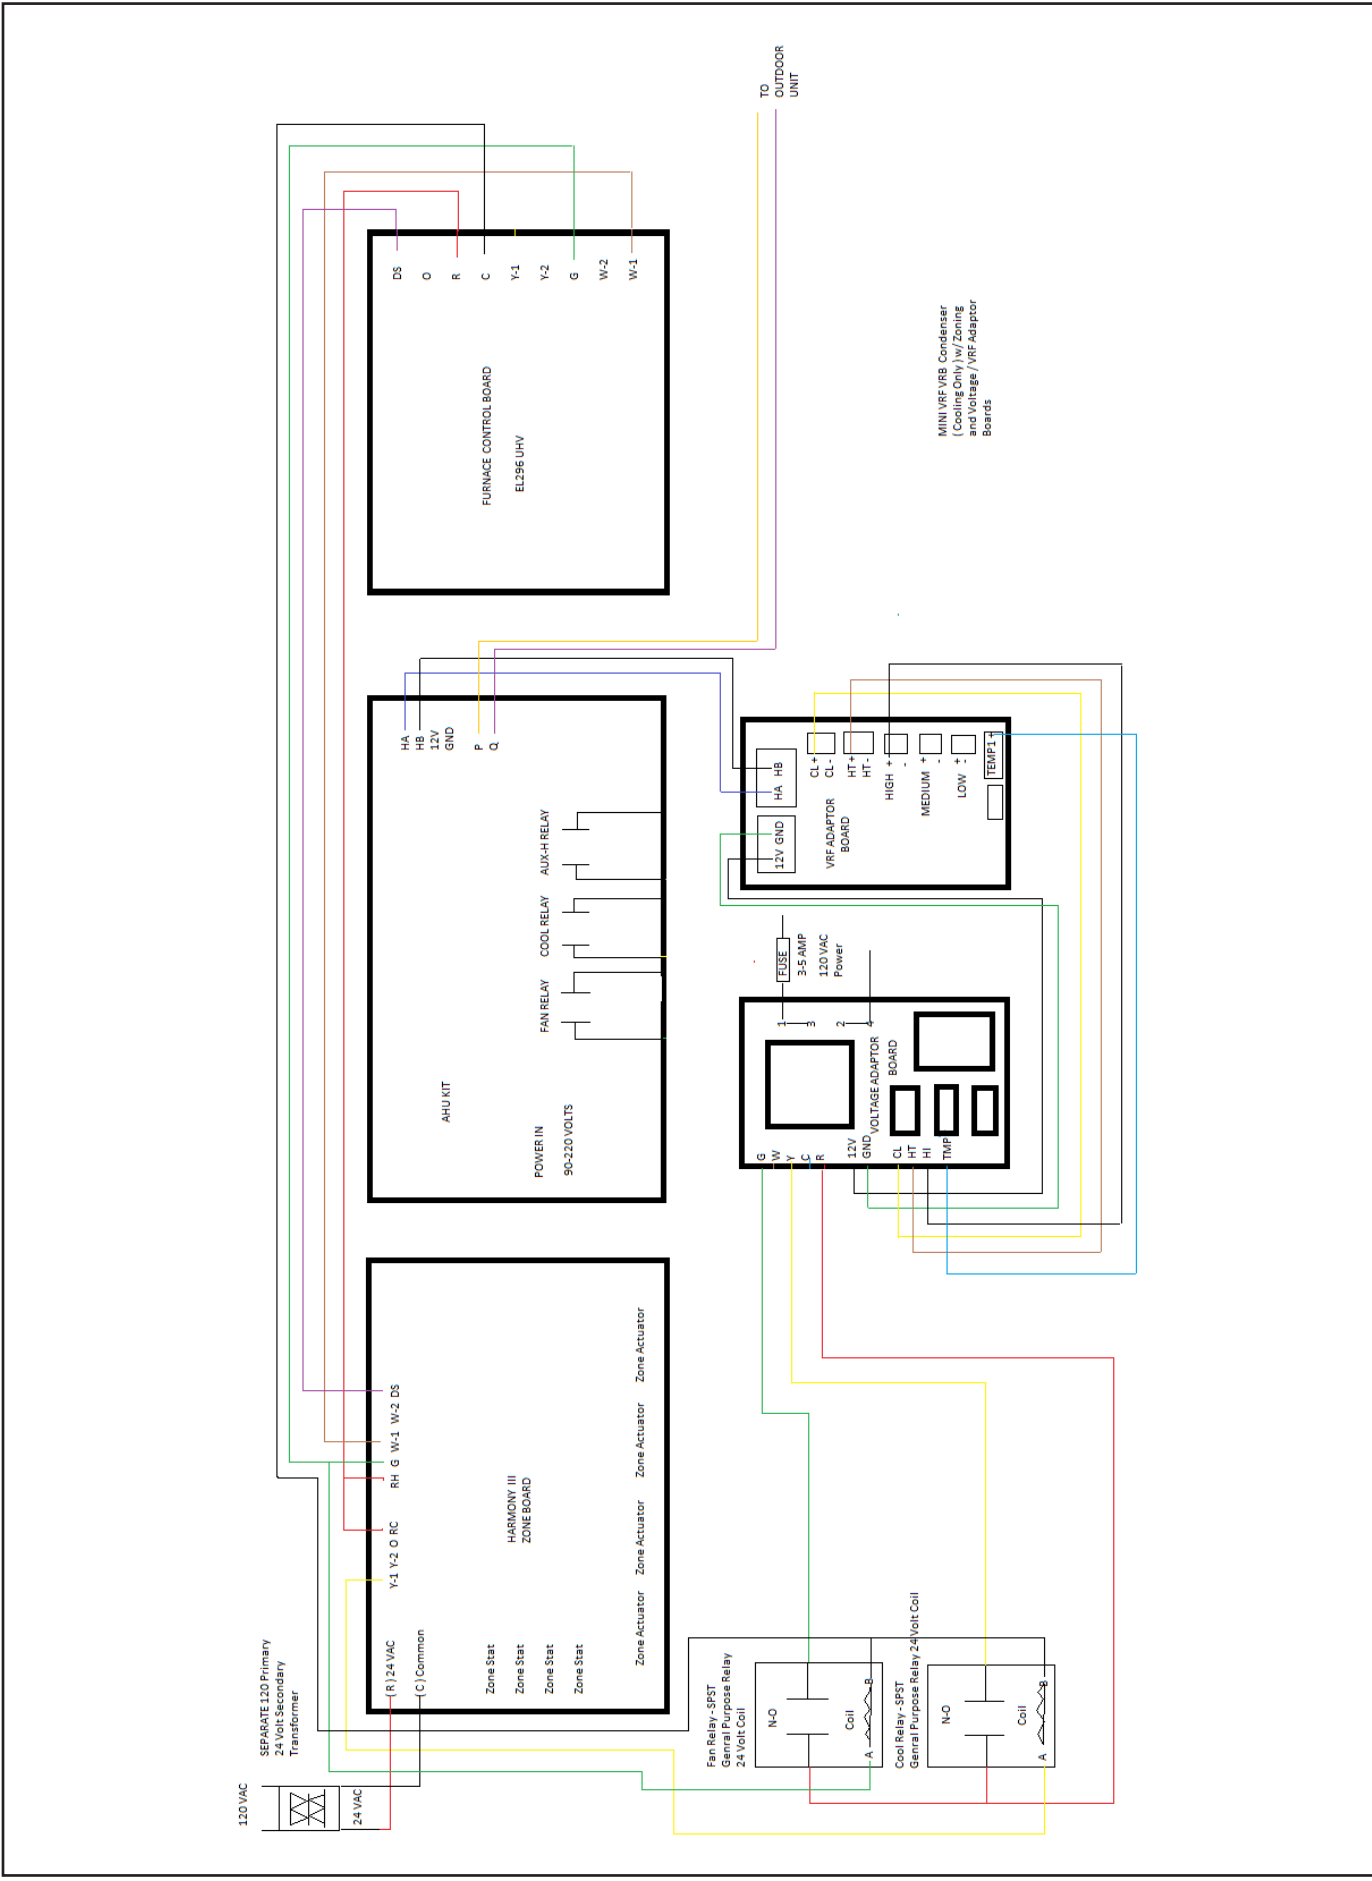 120 VAC
24 VAC
SEPARATE 120 Primary
24 Volt Secondary
Transformer
( R ) 24 VAC
( C ) Common
Y-1 Y-2 O RC
RH G W-1 W-2 DS
HARMONY III
ZONE BOARD
Zone Stat
Zone Stat
Zone Stat
Zone Stat
Zone Actuator
Zone Actuator
Zone Actuator
Zone Actuator
AHU KIT
POWER IN
90-220 VOLTS
FAN RELAY
COOL RELAY
AUX-H RELAY
HA
HB
12V
GND
P
Q
FURNACE CONTROL BOARD
EL296 UHV
DS
O
R
C
Y-1
Y-2
G
W-2
W-1
TO
OUTDOOR
UNIT
Fan Relay - SPST
Genral Purpose Relay
24 Volt Coil
N-O
Coil
A
B
Cool Relay - SPST
Genral Purpose Relay 24 Volt Coil
N-O
Coil
A
B
G
W
Y
C
R
12V
GND
CL
HT
HI
TMP
VOLTAGE ADAPTOR
BOARD
1
3
2
4
FUSE
3-5 AMP
120 VAC
Power
12V GND
HA HB
VRF ADAPTOR
BOARD
CL +
CL -
HT +
HT -
HIGH +
-
MEDIUM +
-
LOW +
-
TEMP1 +
MINI VRF VRB Condenser
( Cooling Only ) w/ Zoning
and Voltage / VRF Adaptor
Boards